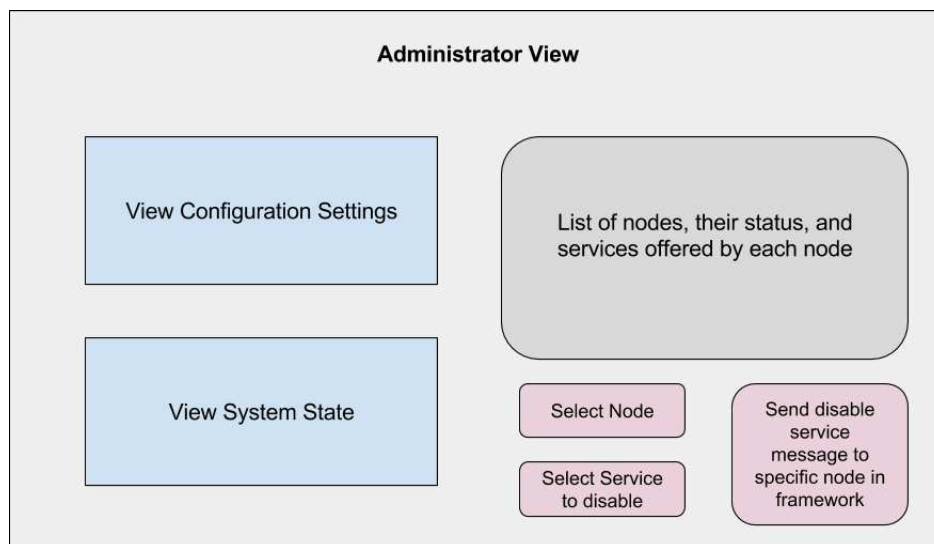 Administrator View
View Configuration Settings
List of nodes, their status, and
services offered by each node
View System State
Select Node
Select Service
to disable
Send disable
service
message to
specific node in
framework